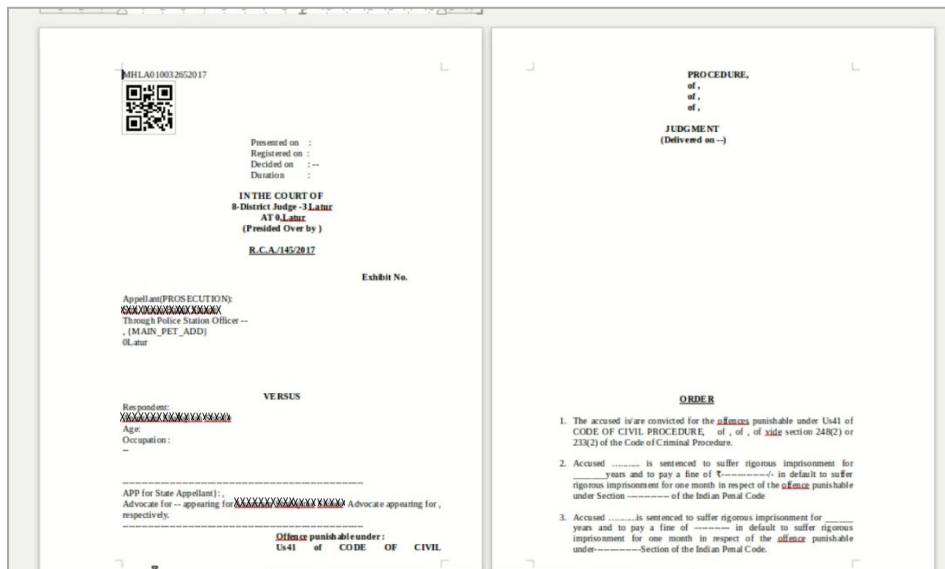 MHLA010032652017
Presented on :
Registered on :
Decided on : --
Duration :
IN THE COURT OF
8-District Judge -3,Latur
AT 0,Latur
(Presided Over by )
R.C.A./145/2017
Exhibit No.
Appellant(PROSECUTION):
Through Police Station Officer --
, {MAIN_PET_ADD}
0Latur
VERSUS
Respondent:
Age:
Occupation :
--
APP for State Appellant}: ,
Advocate for -- appearing for Advocate appearing for ,
respectively.
Offence punishable under :
Us41 of CODE OF CIVIL
PROCEDURE,
of ,
of ,
of ,
JUDGMENT
(Delivered on --)
ORDER
1. The accused is/are convicted for the offences punishable under Us41 of
CODE OF CIVIL PROCEDURE, of , of , of vide section 248(2) or
233(2) of the Code of Criminal Procedure.
2. Accused .......... is sentenced to suffer rigorous imprisonment for
_______years and to pay a fine of ₹---------------/- in default to suffer
rigorous imprisonment for one month in respect of the offence punishable
under Section ------------- of the Indian Penal Code
3. Accused ..........is sentenced to suffer rigorous imprisonment for ______
years and to pay a fine of ---------------- in default to suffer rigorous
imprisonment for one month in respect of the offence punishable
under---------------Section of the Indian Penal Code.